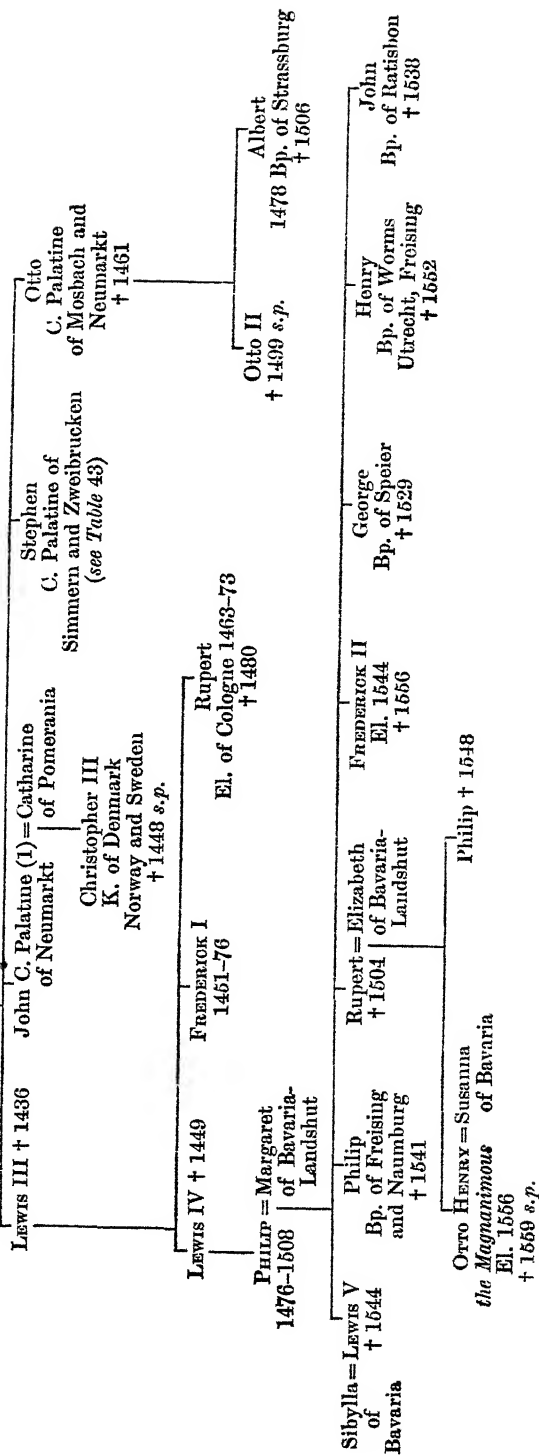 LEWIS III † 1436
John C. Palatine (1) = Catharine
of Neumarkt
of Pomerania
Stephen
C. Palatine of
Simmern and Zweibrucken
(see Table 43)
Otto
C. Palatine
of Mosbach and
Neumarkt
† 1461
Christopher III
K. of Denmark
Norway and Sweden
† 1448 s.p.
LEWIS IV † 1449
FREDERICK I
1451–76
Rupert
El. of Cologne 1463–73
† 1480
Otto II
† 1499 s.p.
Albert
1478 Bp. of Strassburg
† 1506
PHILIP = Margaret
1476–1508
of Bavaria-
Landshut
Sibylla = LEWIS V
of
Bavaria
† 1544
Philip
Bp. of Freising
and Naumburg
† 1541
Rupert = Elizabeth
† 1504
of Bavaria-
Landshut
FREDERICK II
El. 1544
† 1556
George
Bp. of Speier
† 1529
Henry
Bp. of Worms
Utrecht, Freising
† 1552
John
Bp. of Ratisbon
† 1538
OTTO HENRY = Susanna
the Magnanimous
of Bavaria
El. 1556
† 1559 s.p.
Philip † 1548